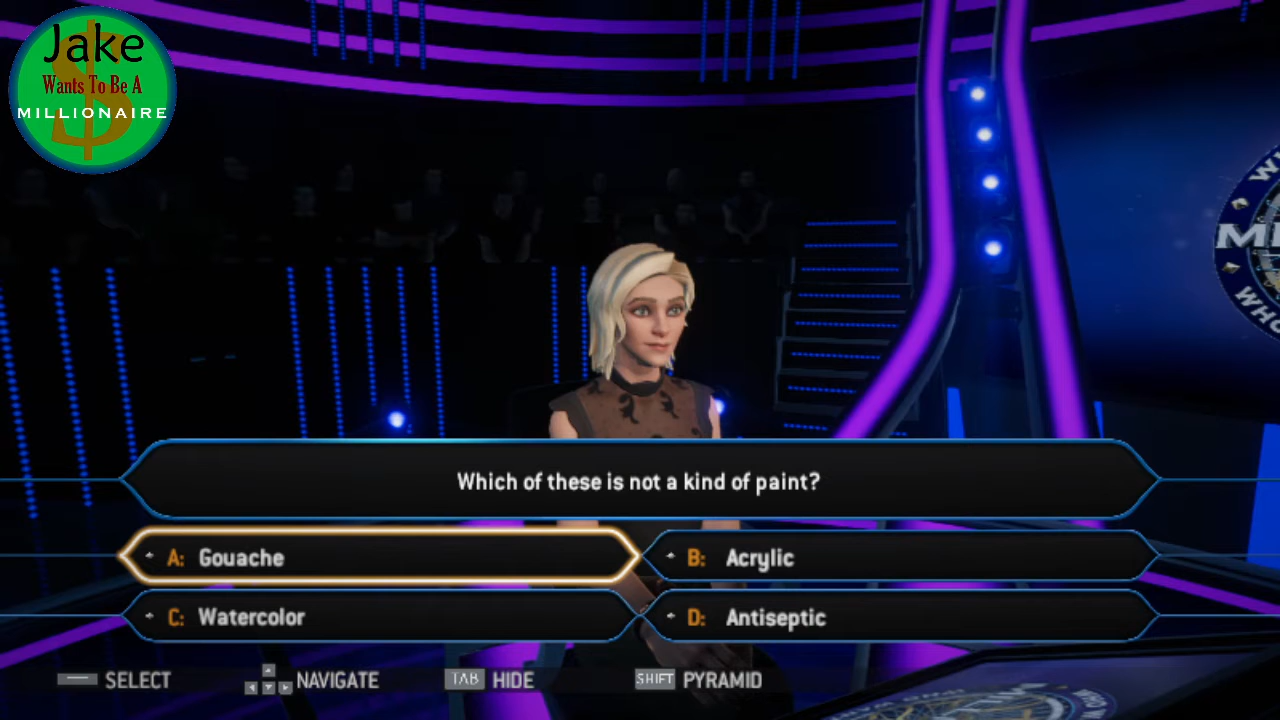 Jake
Wants To Be A
MILLIONAIRE
Which of these is not a kind of paint?
A: Gouache
B: Acrylic
C: Watercolor
D: Antiseptic
SELECT
NAVIGATE
TAB HIDE
SHIFT PYRAMID